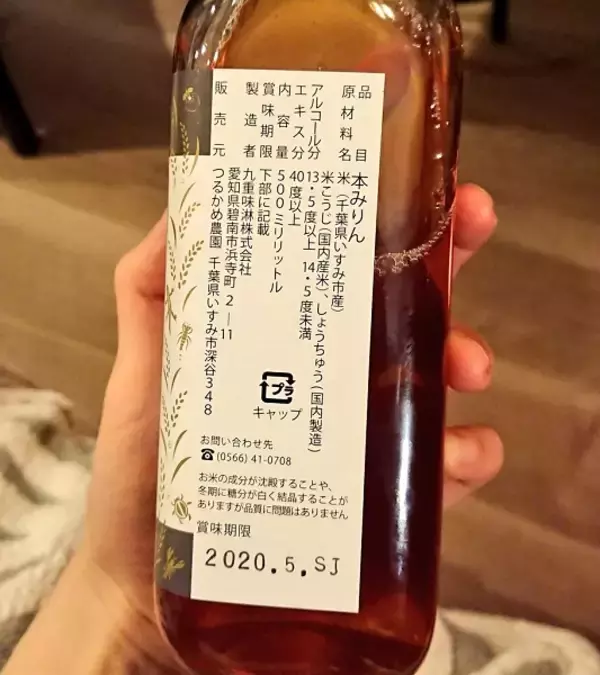 品目　本みりん
原材料名　米（千葉県いすみ市産）
米こうじ（国内産米）、しょうちゅう（国内製造）
アルコール分　13・5度以上 14・5度未満
エキス分　40度以上
内容量　500ミリリットル
賞味期限　下部に記載
製造者　九重味淋株式会社
愛知県碧南市浜寺町2―11
販売元　つるかめ農園 千葉県いすみ市深谷348
プラ
キャップ
お問い合わせ先
☎(0566) 41-0708
お米の成分が沈殿することや、
冬期に糖分が白く結晶することが
ありますが品質に問題はありません
賞味期限
2020.5.SJ